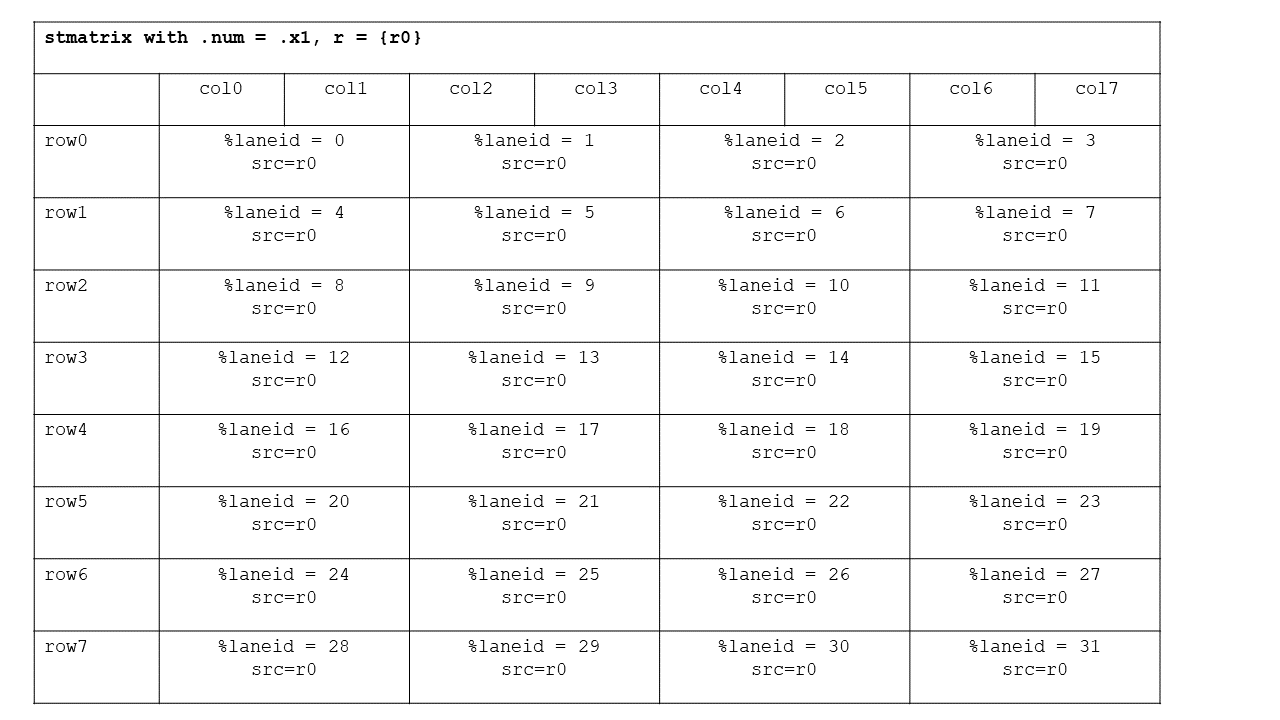 stmatrix with .num = .x1, r = {r0}
col0 col1 col2 col3 col4 col5 col6 col7
row0 %laneid = 0 %laneid = 1 %laneid = 2 %laneid = 3
src=r0 src=r0 src=r0 src=r0
row1 %laneid = 4 %laneid = 5 %laneid = 6 %laneid = 7
src=r0 src=r0 src=r0 src=r0
row2 %laneid = 8 %laneid = 9 %laneid = 10 %laneid = 11
src=r0 src=r0 src=r0 src=r0
row3 %laneid = 12 %laneid = 13 %laneid = 14 %laneid = 15
src=r0 src=r0 src=r0 src=r0
row4 %laneid = 16 %laneid = 17 %laneid = 18 %laneid = 19
src=r0 src=r0 src=r0 src=r0
row5 %laneid = 20 %laneid = 21 %laneid = 22 %laneid = 23
src=r0 src=r0 src=r0 src=r0
row6 %laneid = 24 %laneid = 25 %laneid = 26 %laneid = 27
src=r0 src=r0 src=r0 src=r0
row7 %laneid = 28 %laneid = 29 %laneid = 30 %laneid = 31
src=r0 src=r0 src=r0 src=r0